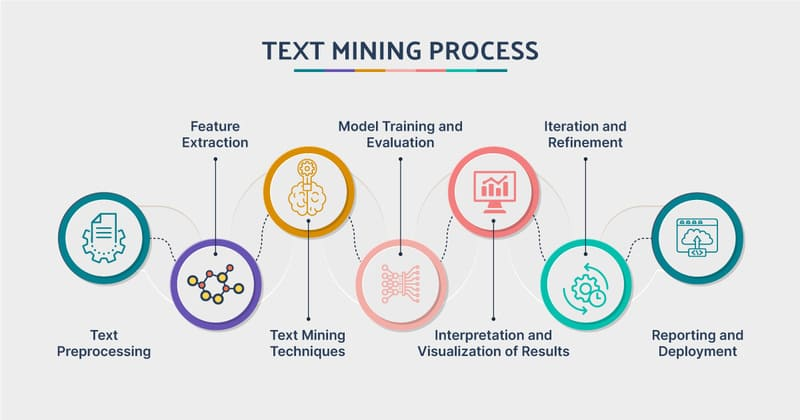 TEXT MINING PROCESS
Text
Preprocessing
Feature
Extraction
Text Mining
Techniques
Model Training and
Evaluation
Interpretation and
Visualization of Results
Iteration and
Refinement
Reporting and
Deployment